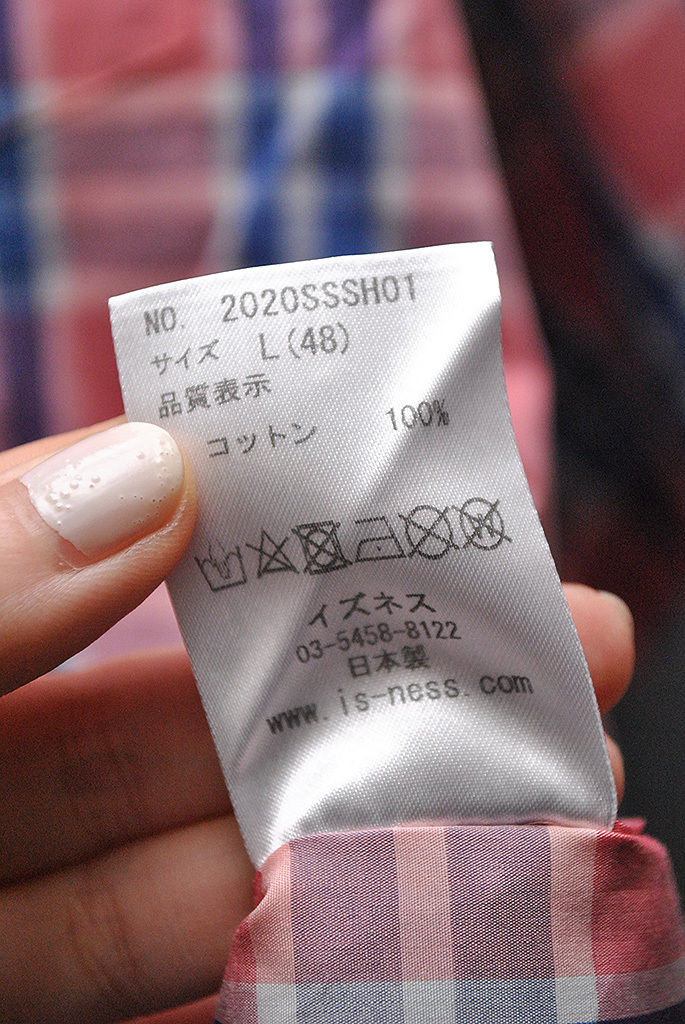 NO. 2020SSSH01
サイズ L(48)
品質表示
コットン 100%
イズネス
03-5458-8122
日本製
www.is-ness.com